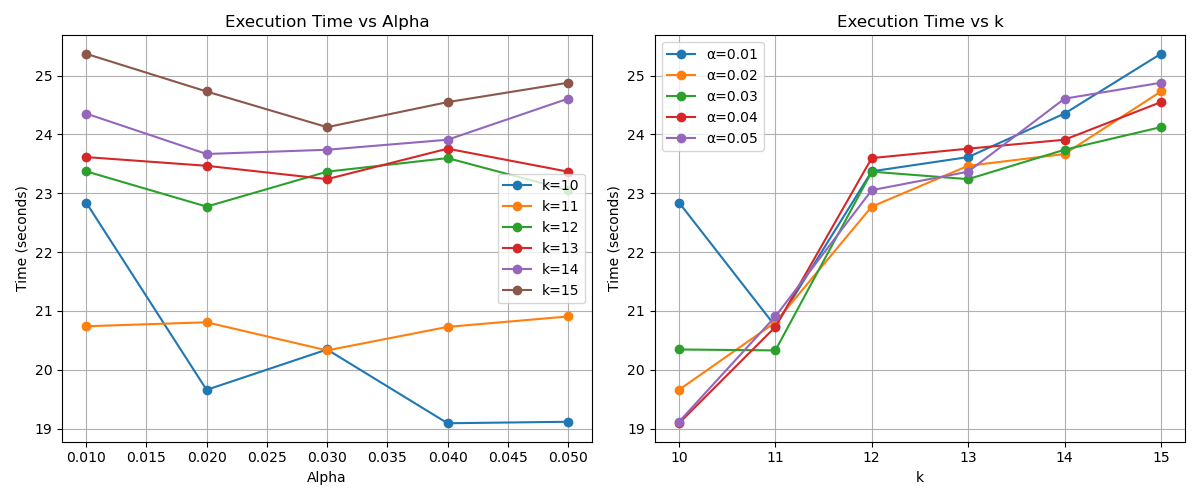 Execution Time vs Alpha
Time (seconds)
25
24
23
22
21
20
19
0.010 0.015 0.020 0.025 0.030 0.035 0.040 0.045 0.050
Alpha
k=10
k=11
k=12
k=13
k=14
k=15
Execution Time vs k
Time (seconds)
25
24
23
22
21
20
19
10 11 12 13 14 15
k
α=0.01
α=0.02
α=0.03
α=0.04
α=0.05